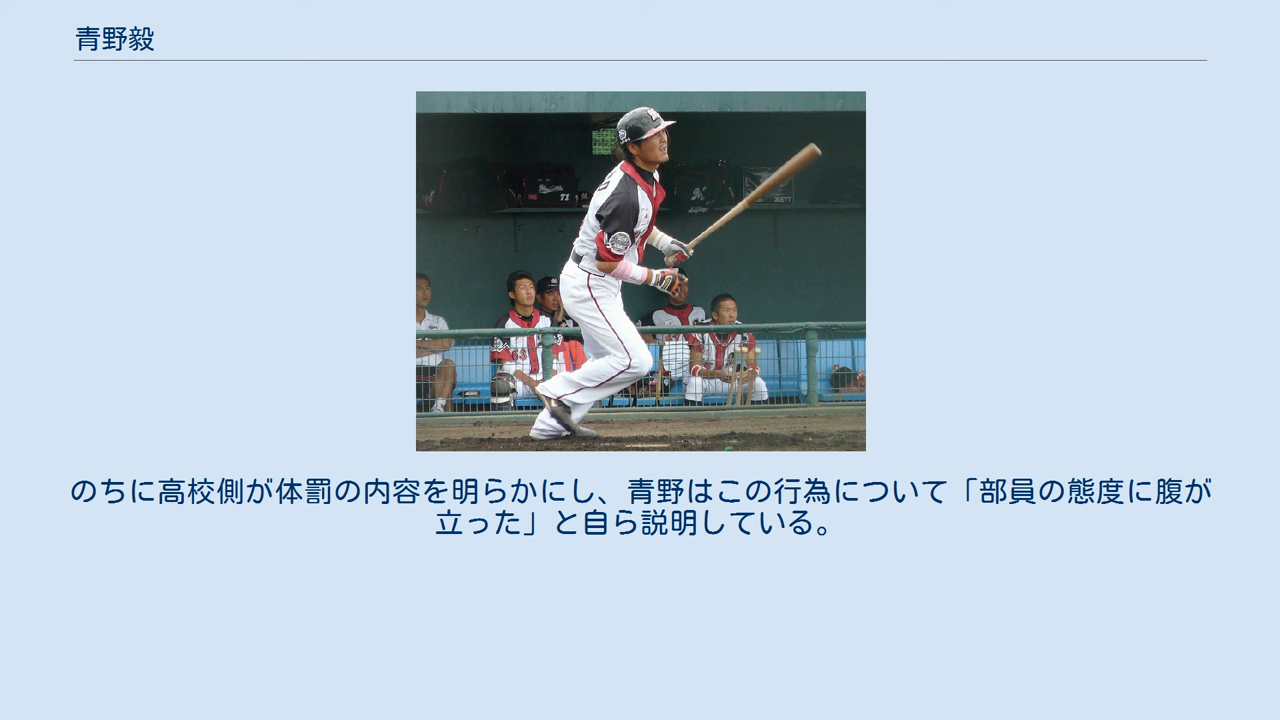 青野毅
71
M
63
のちに高校側が体罰の内容を明らかにし、青野はこの行為について「部員の態度に腹が
立った」と自ら説明している。